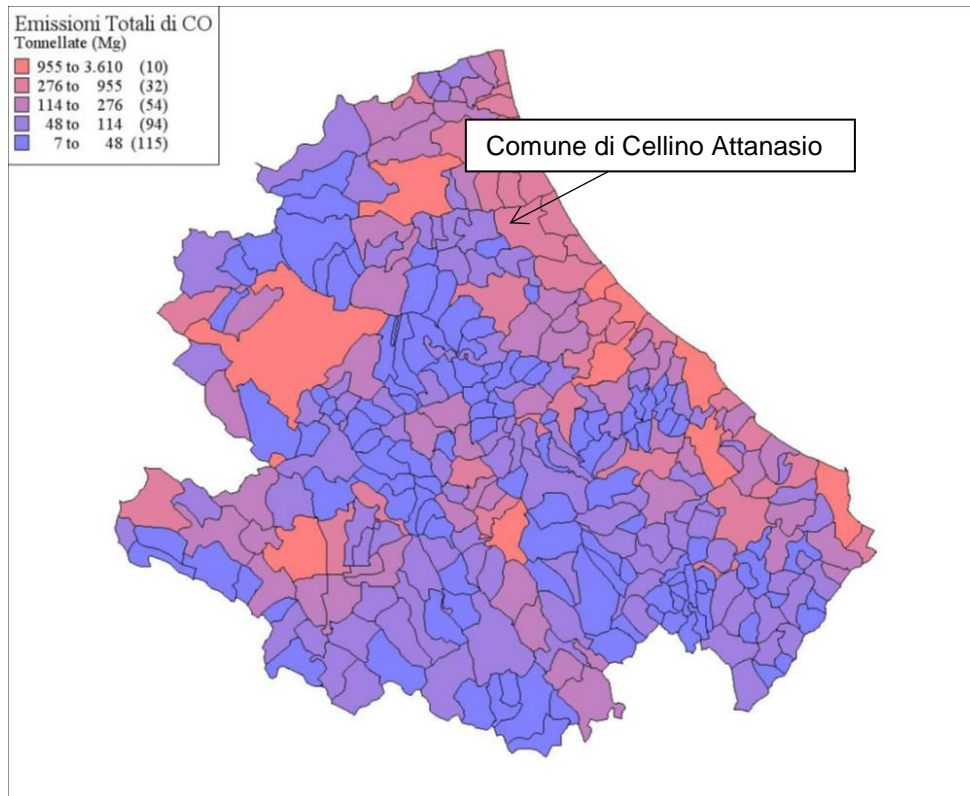 Emissioni Totali di CO
Tonnellate (Mg)
955 to 3.610 (10)
276 to 955 (32)
114 to 276 (54)
48 to 114 (94)
7 to 48 (115)
Comune di Cellino Attanasio